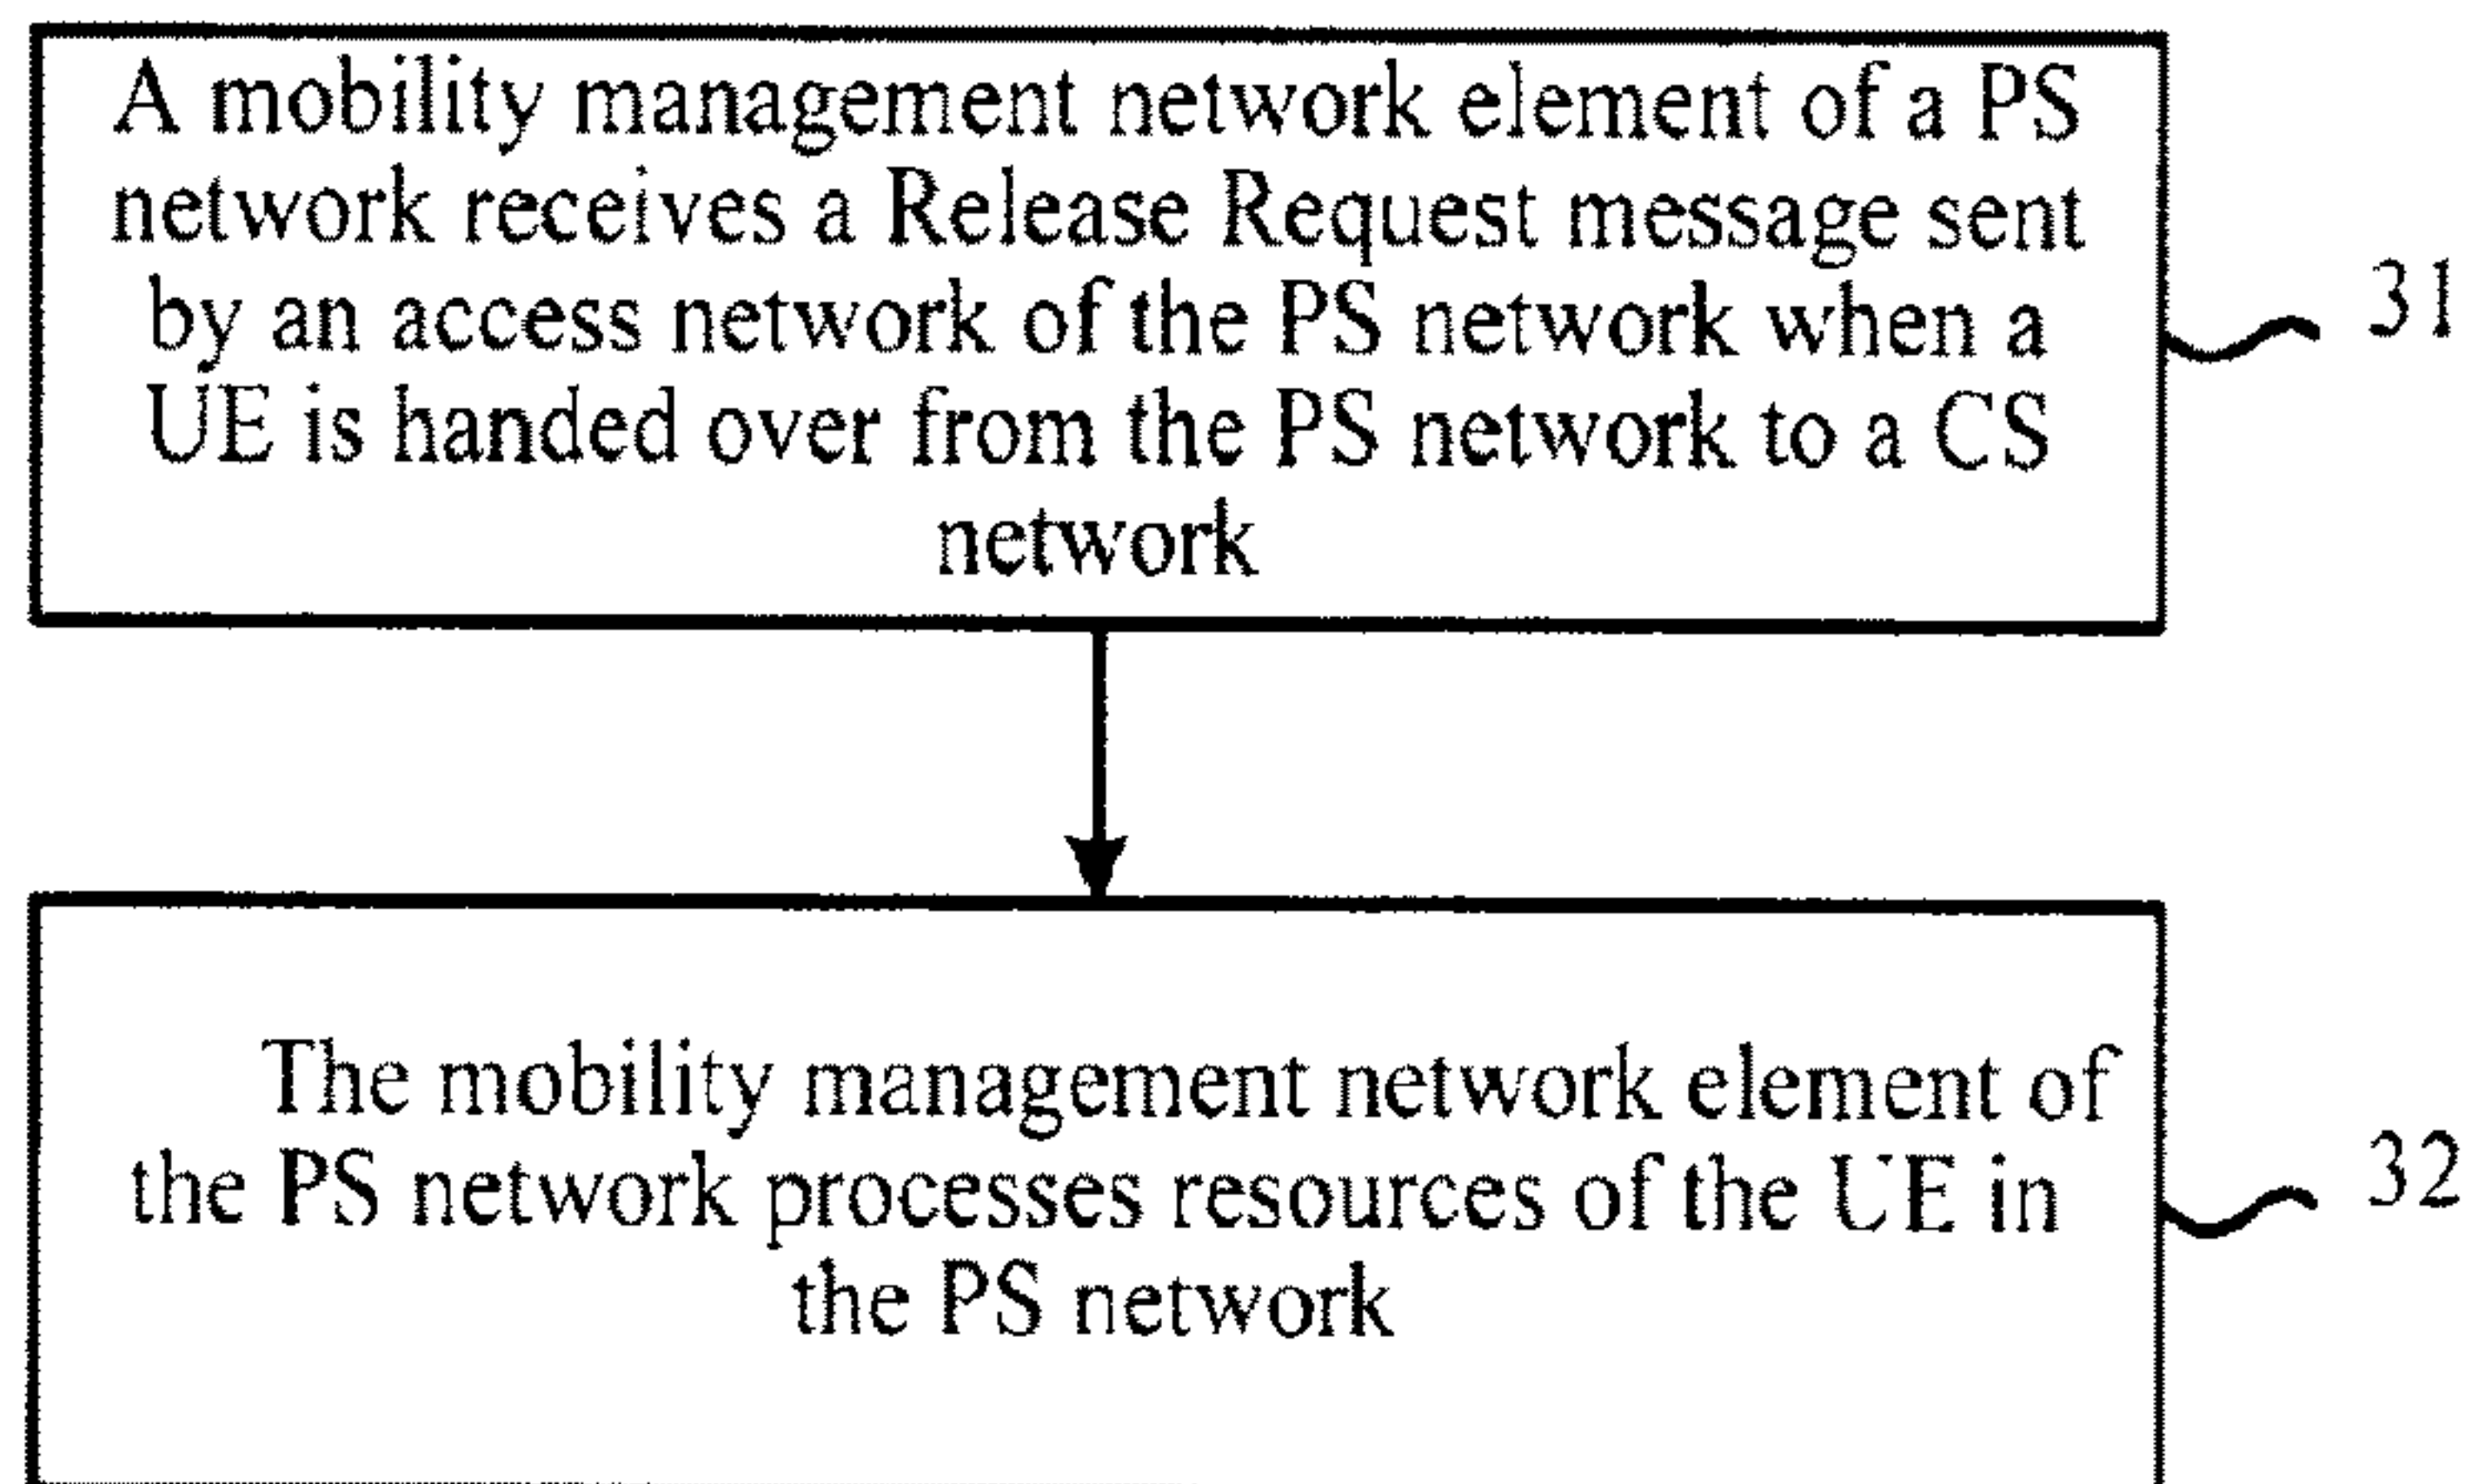 A mobility management network element of a PS
network receives a Release Request message sent
by an access network of the PS network when a
UE is handed over from the PS network to a CS
network
31
The mobility management network element of
the PS network processes resources of the UE in
the PS network
32